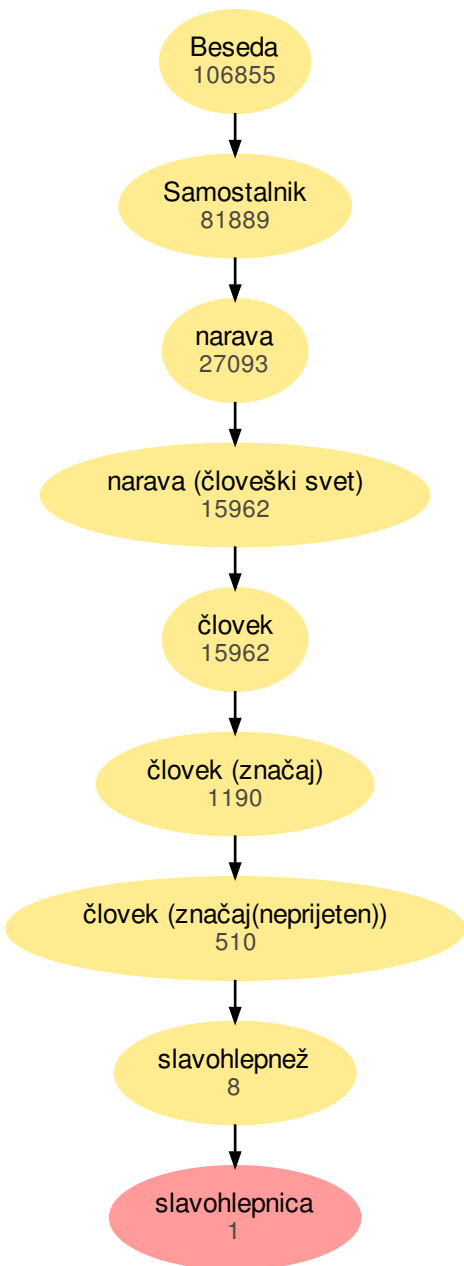 Beseda
106855
Samostalnik
81889
narava
27093
narava (človeški svet)
15962
človek
15962
človek (značaj)
1190
človek (značaj(neprijeten))
510
slavohlepnež
8
slavohlepnica
1